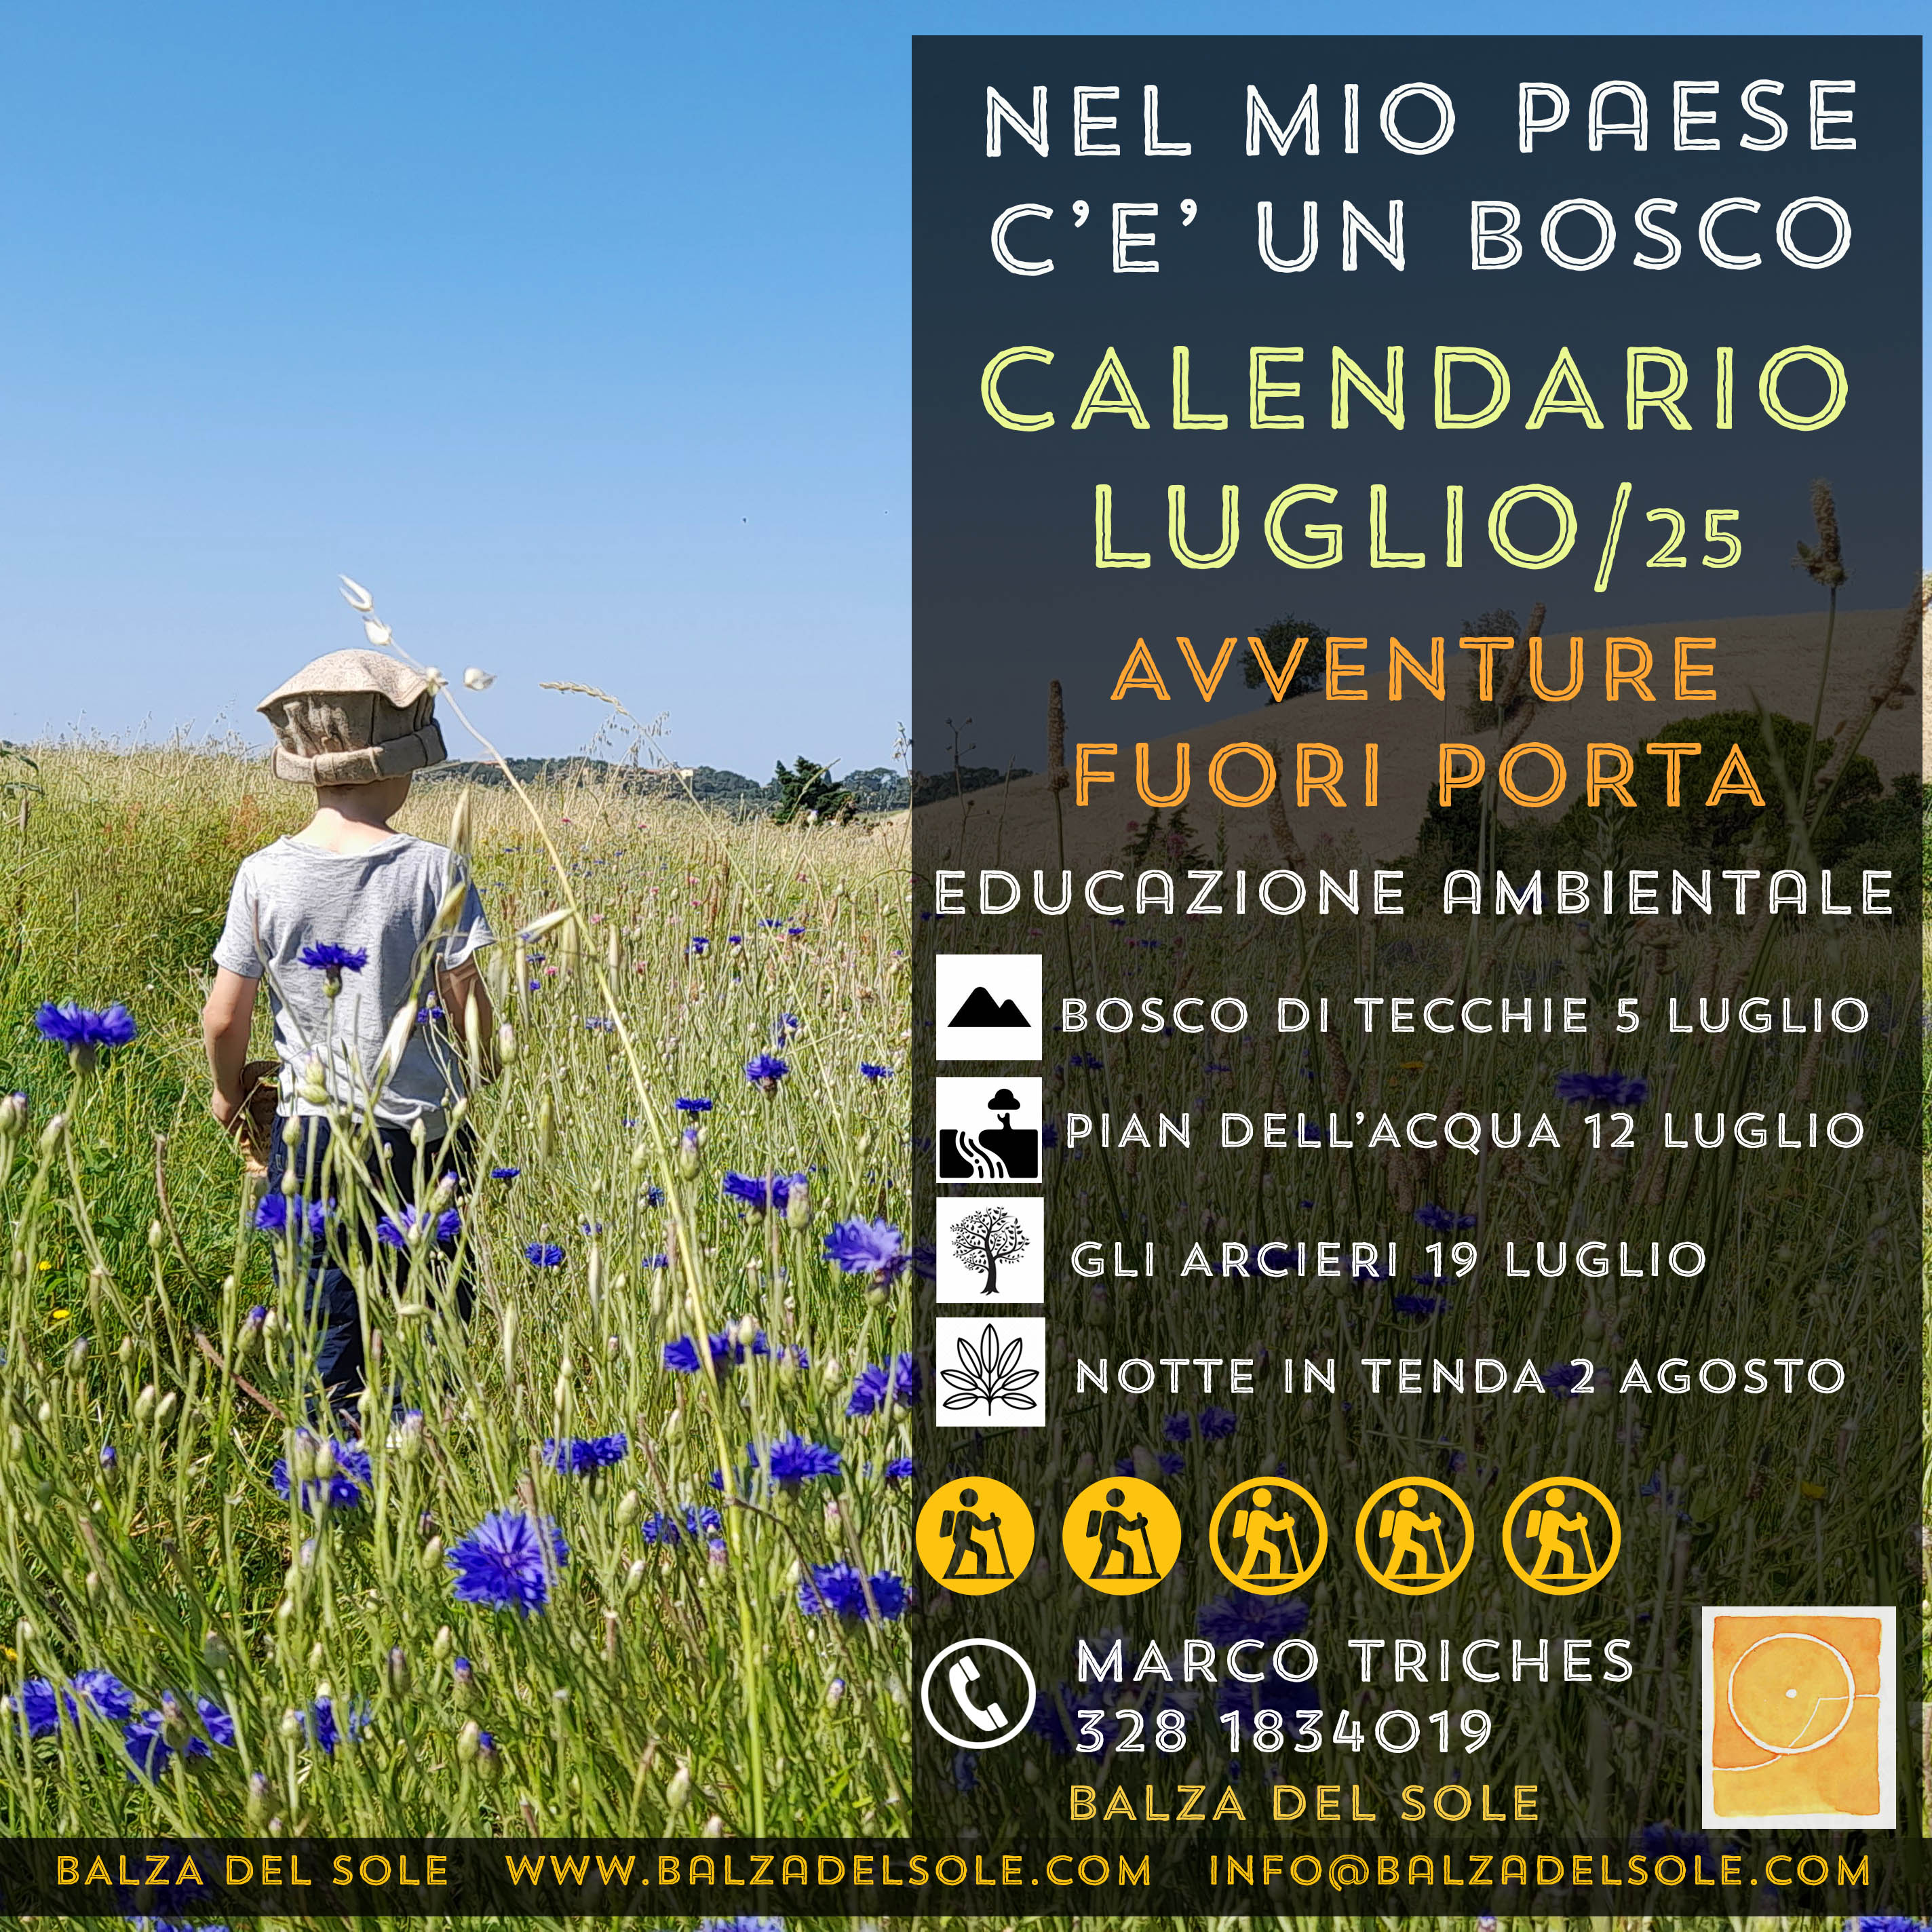 NEL MIO PAESE
C'E' UN BOSCO
CALENDARIO
LUGLIO/25
AVVENTURE
FUORI PORTA
EDUCAZIONE AMBIENTALE
BOSCO DI TECCHIE 5 LUGLIO
PIAN DELL'ACQUA 12 LUGLIO
GLI ARCIERI 19 LUGLIO
NOTTE IN TENDA 2 AGOSTO
MARCO TRICHES
328 1834019
BALZA DEL SOLE
BALZA DEL SOLE WWW.BALZADELSOLE.COM INFO@BALZADELSOLE.COM